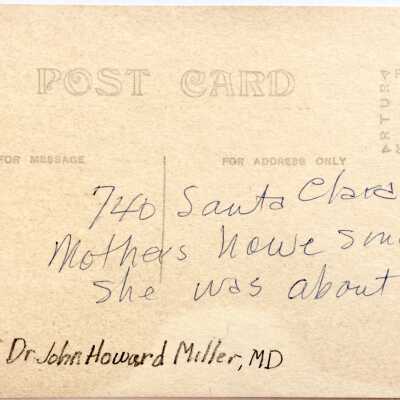 POST CARD
ARTURA
FOR MESSAGE
FOR ADDRESS ONLY
740 Santa Clara
Mothers home
She was about
Dr. John Howard Miller, MD